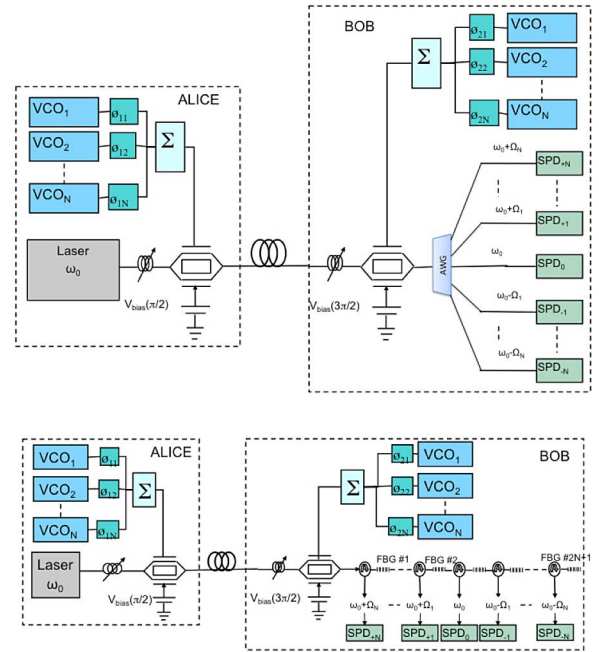 BOB
Σ
ø21
VCO1
ø22
VCO2
ø2N
VCON
ALICE
VCO1
ø11
VCO2
ø12
VCON
ø1N
Σ
Laser
ω0
Vbias(π/2)
Vbias(3π/2)
AWG
ω0+ΩN
SPD+N
ω0+Ω1
SPD+1
ω0
SPD0
ω0-Ω1
SPD-1
ω0-ΩN
SPD-N
ALICE
VCO1
ø11
VCO2
ø12
VCON
ø1N
Σ
Laser
ω0
Vbias(π/2)
BOB
Σ
ø21
VCO1
ø22
VCO2
ø2N
VCON
Vbias(3π/2)
FBG #1
FBG #2
FBG #2N+1
ω0+ΩN
ω0+Ω1
ω0
ω0-Ω1
ω0-ΩN
SPD+N
SPD+1
SPD0
SPD-1
SPD-N